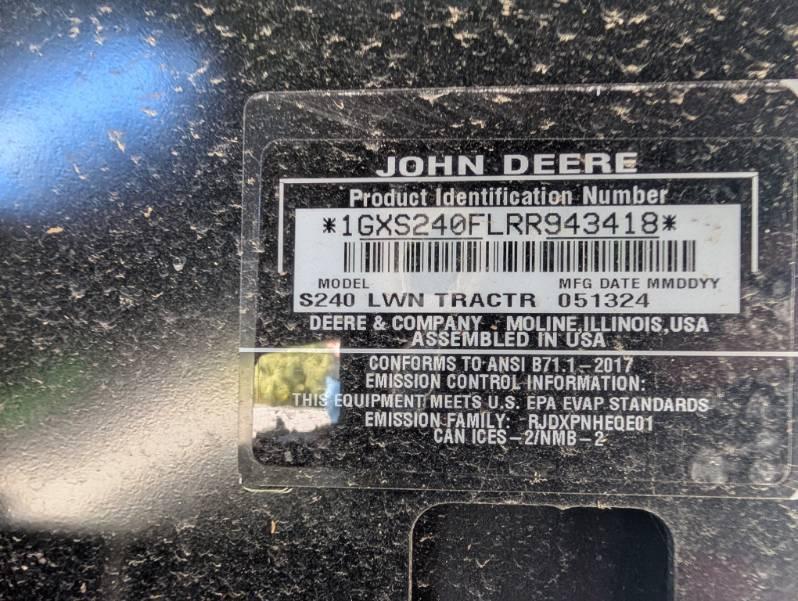 JOHN DEERE
Product Identification Number
*1GXS240FLRR943418*
MODEL MFG DATE MMDDYY
S240 LWN TRACTR 051324
DEERE & COMPANY MOLINE,ILLINOIS,USA
ASSEMBLED IN USA
CONFORMS TO ANSI B71.1-2017
EMISSION CONTROL INFORMATION:
THIS EQUIPMENT MEETS U.S. EPA EVAP STANDARDS
EMISSION FAMILY: RJDXPNHEQE01
CAN ICES-2/NMB-2